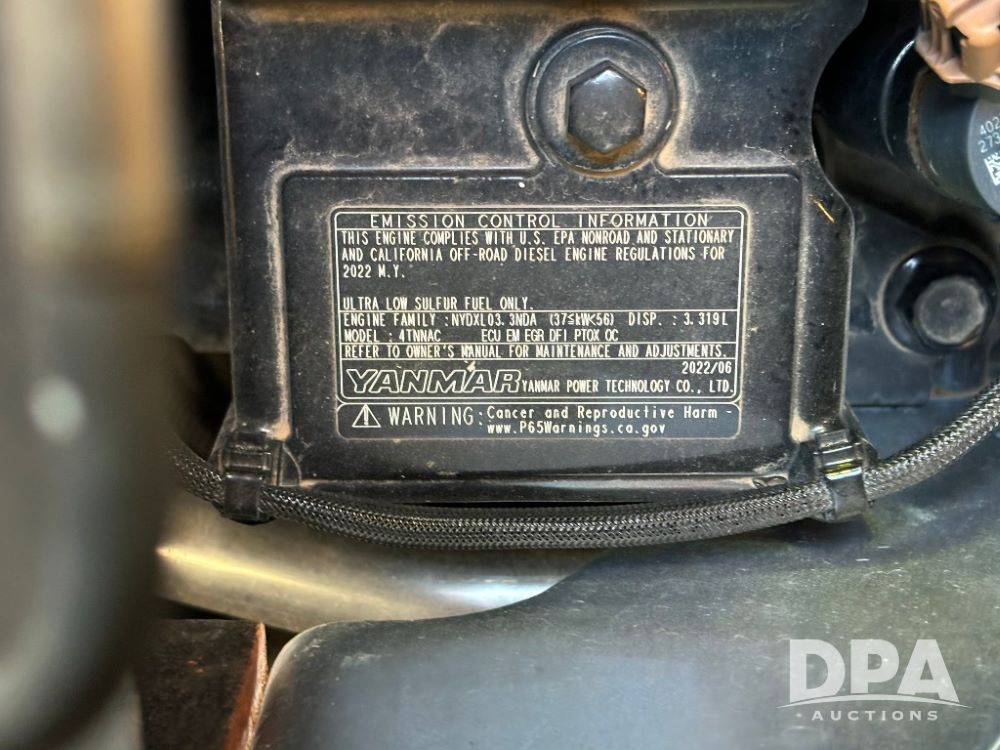 402
273
EMISSION CONTROL INFORMATION
THIS ENGINE COMPLIES WITH U.S. EPA NONROAD AND STATIONARY
AND CALIFORNIA OFF-ROAD DIESEL ENGINE REGULATIONS FOR
2022 M.Y.
ULTRA LOW SULFUR FUEL ONLY.
ENGINE FAMILY : NYDXL03.3NDA (37≦kW<56) DISP. : 3.319L
MODEL : 4TNNAC ECU EM EGR DFI PTOX OC
REFER TO OWNER'S MANUAL FOR MAINTENANCE AND ADJUSTMENTS.
2022/06
YANMAR YANMAR POWER TECHNOLOGY CO., LTD.
⚠ WARNING: Cancer and Reproductive Harm -
www.P65Warnings.ca.gov
DPA
AUCTIONS